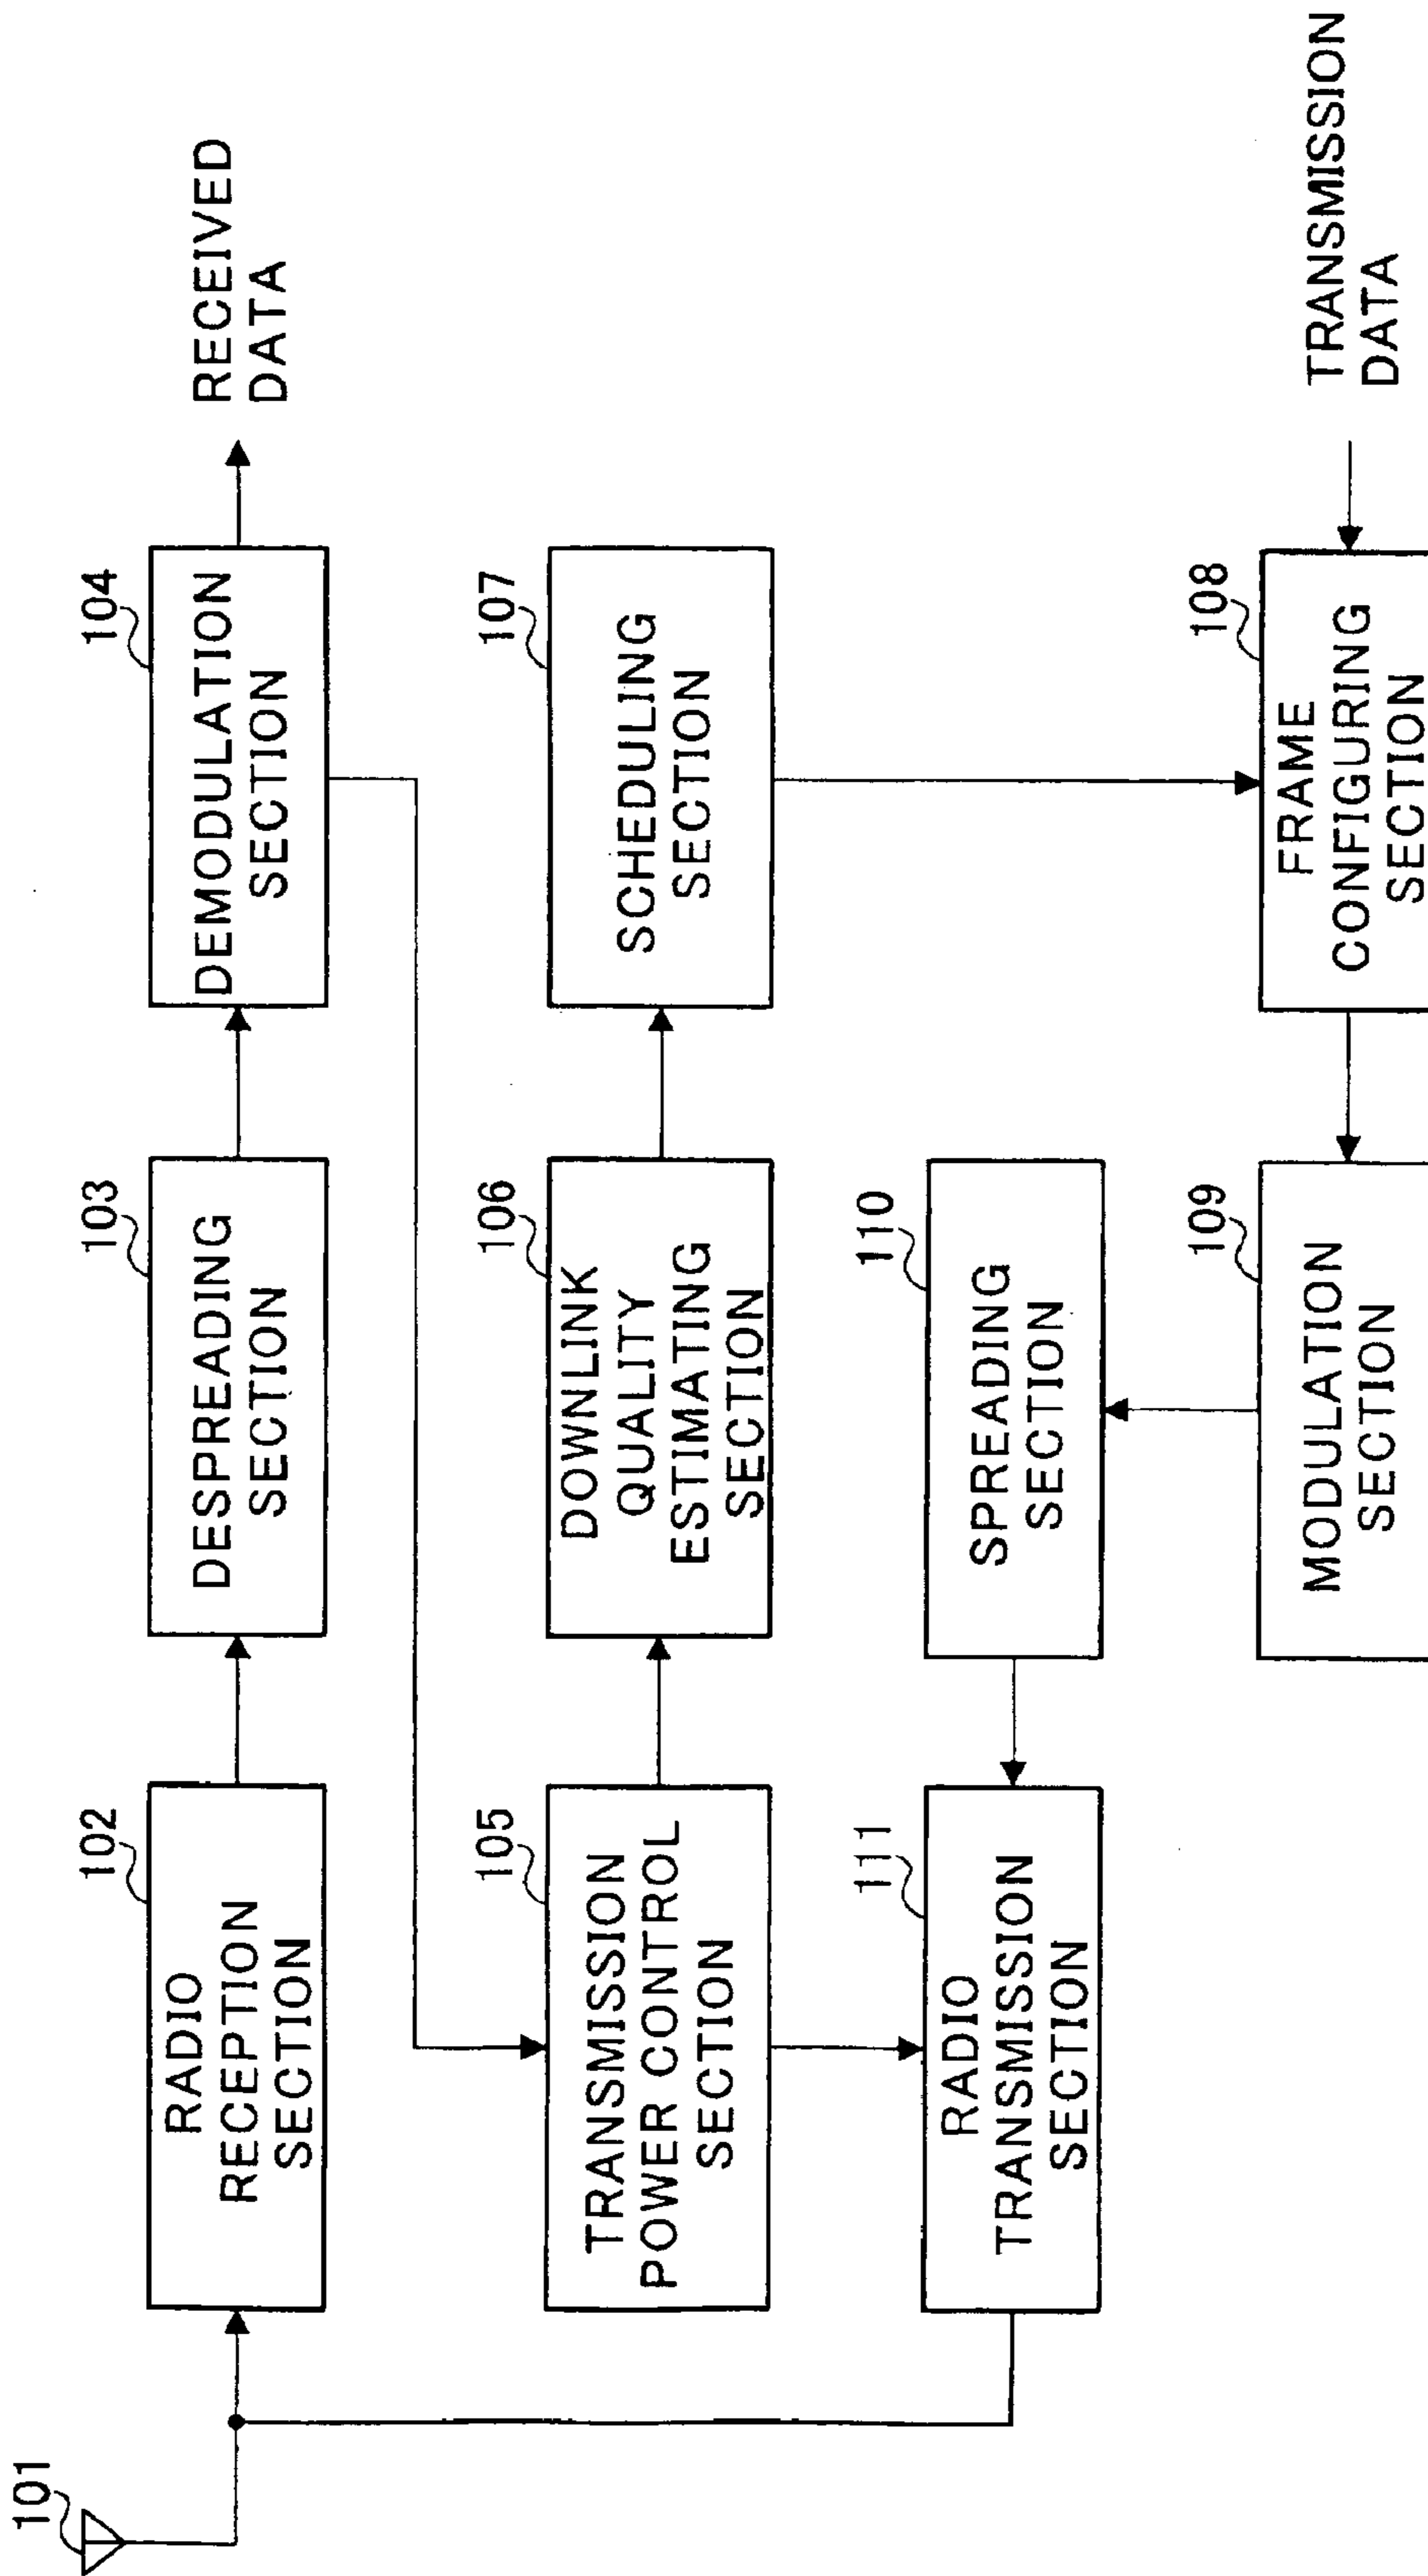 101
102
RADIO
RECEPTION
SECTION
103
DESPREADING
SECTION
104
DEMODULATION
SECTION
RECEIVED
DATA
105
TRANSMISSION
POWER CONTROL
SECTION
106
DOWNLINK
QUALITY
ESTIMATING
SECTION
107
SCHEDULING
SECTION
111
RADIO
TRANSMISSION
SECTION
110
SPREADING
SECTION
109
MODULATION
SECTION
108
FRAME
CONFIGURING
SECTION
TRANSMISSION
DATA